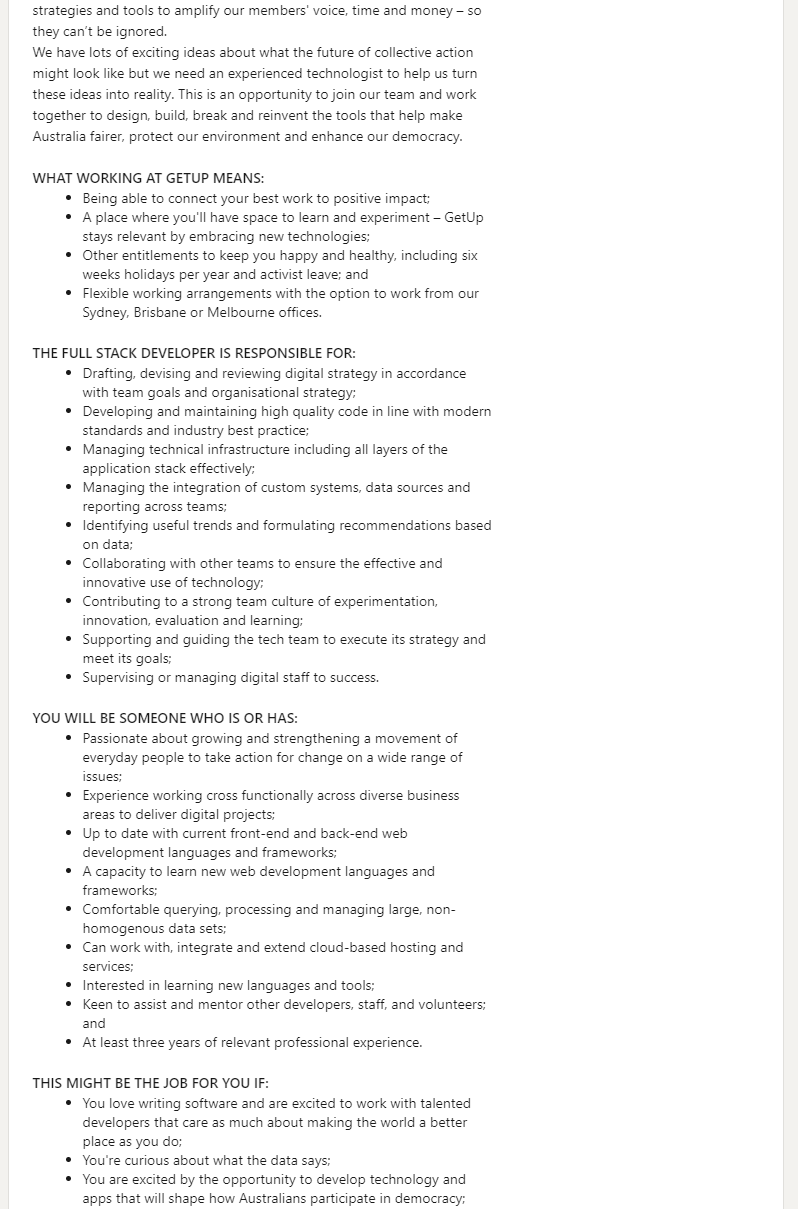 strategies and tools to amplify our members' voice, time and money – so
they can't be ignored.
We have lots of exciting ideas about what the future of collective action
might look like but we need an experienced technologist to help us turn
these ideas into reality. This is an opportunity to join our team and work
together to design, build, break and reinvent the tools that help make
Australia fairer, protect our environment and enhance our democracy.
WHAT WORKING AT GETUP MEANS:
• Being able to connect your best work to positive impact;
• A place where you'll have space to learn and experiment – GetUp
stays relevant by embracing new technologies;
• Other entitlements to keep you happy and healthy, including six
weeks holidays per year and activist leave; and
• Flexible working arrangements with the option to work from our
Sydney, Brisbane or Melbourne offices.
THE FULL STACK DEVELOPER IS RESPONSIBLE FOR:
• Drafting, devising and reviewing digital strategy in accordance
with team goals and organisational strategy;
• Developing and maintaining high quality code in line with modern
standards and industry best practice;
• Managing technical infrastructure including all layers of the
application stack effectively;
• Managing the integration of custom systems, data sources and
reporting across teams;
• Identifying useful trends and formulating recommendations based
on data;
• Collaborating with other teams to ensure the effective and
innovative use of technology;
• Contributing to a strong team culture of experimentation,
innovation, evaluation and learning;
• Supporting and guiding the tech team to execute its strategy and
meet its goals;
• Supervising or managing digital staff to success.
YOU WILL BE SOMEONE WHO IS OR HAS:
• Passionate about growing and strengthening a movement of
everyday people to take action for change on a wide range of
issues;
• Experience working cross functionally across diverse business
areas to deliver digital projects;
• Up to date with current front-end and back-end web
development languages and frameworks;
• A capacity to learn new web development languages and
frameworks;
• Comfortable querying, processing and managing large, non-
homogenous data sets;
• Can work with, integrate and extend cloud-based hosting and
services;
• Interested in learning new languages and tools;
• Keen to assist and mentor other developers, staff, and volunteers;
and
• At least three years of relevant professional experience.
THIS MIGHT BE THE JOB FOR YOU IF:
• You love writing software and are excited to work with talented
developers that care as much about making the world a better
place as you do;
• You're curious about what the data says;
• You are excited by the opportunity to develop technology and
apps that will shape how Australians participate in democracy;